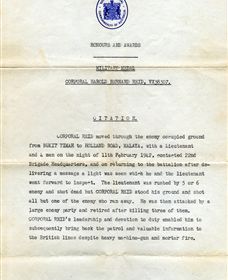 HONOURS AND AWARDS
MILITARY MEDAL
CORPORAL HAROLD BERNARD REID, VX38307.
CITATION.
CORPORAL REID moved through the enemy occupied ground
from BUKIT TIMAH to HOLLAND ROAD, MALAYA, with a lieutenant
and a man on the night of 11th February 1942, contacted 22nd
Brigade Headquarters, and on returning to the battalion after del-
ivering a message a light was seen which he and the lieutenant
went forward to inspect. The lieutenant was rushed by 5 or 6
enemy and shot dead but CORPORAL REID stood his ground and shot
all but one of the enemy who ran away. He was then attacked by
a large enemy party and retired after killing three of them.
CORPORAL REID's leadership and devotion to duty enabled him to
subsequently bring back the patrol and valuable information to
the British lines despite heavy machine-gun and mortar fire.